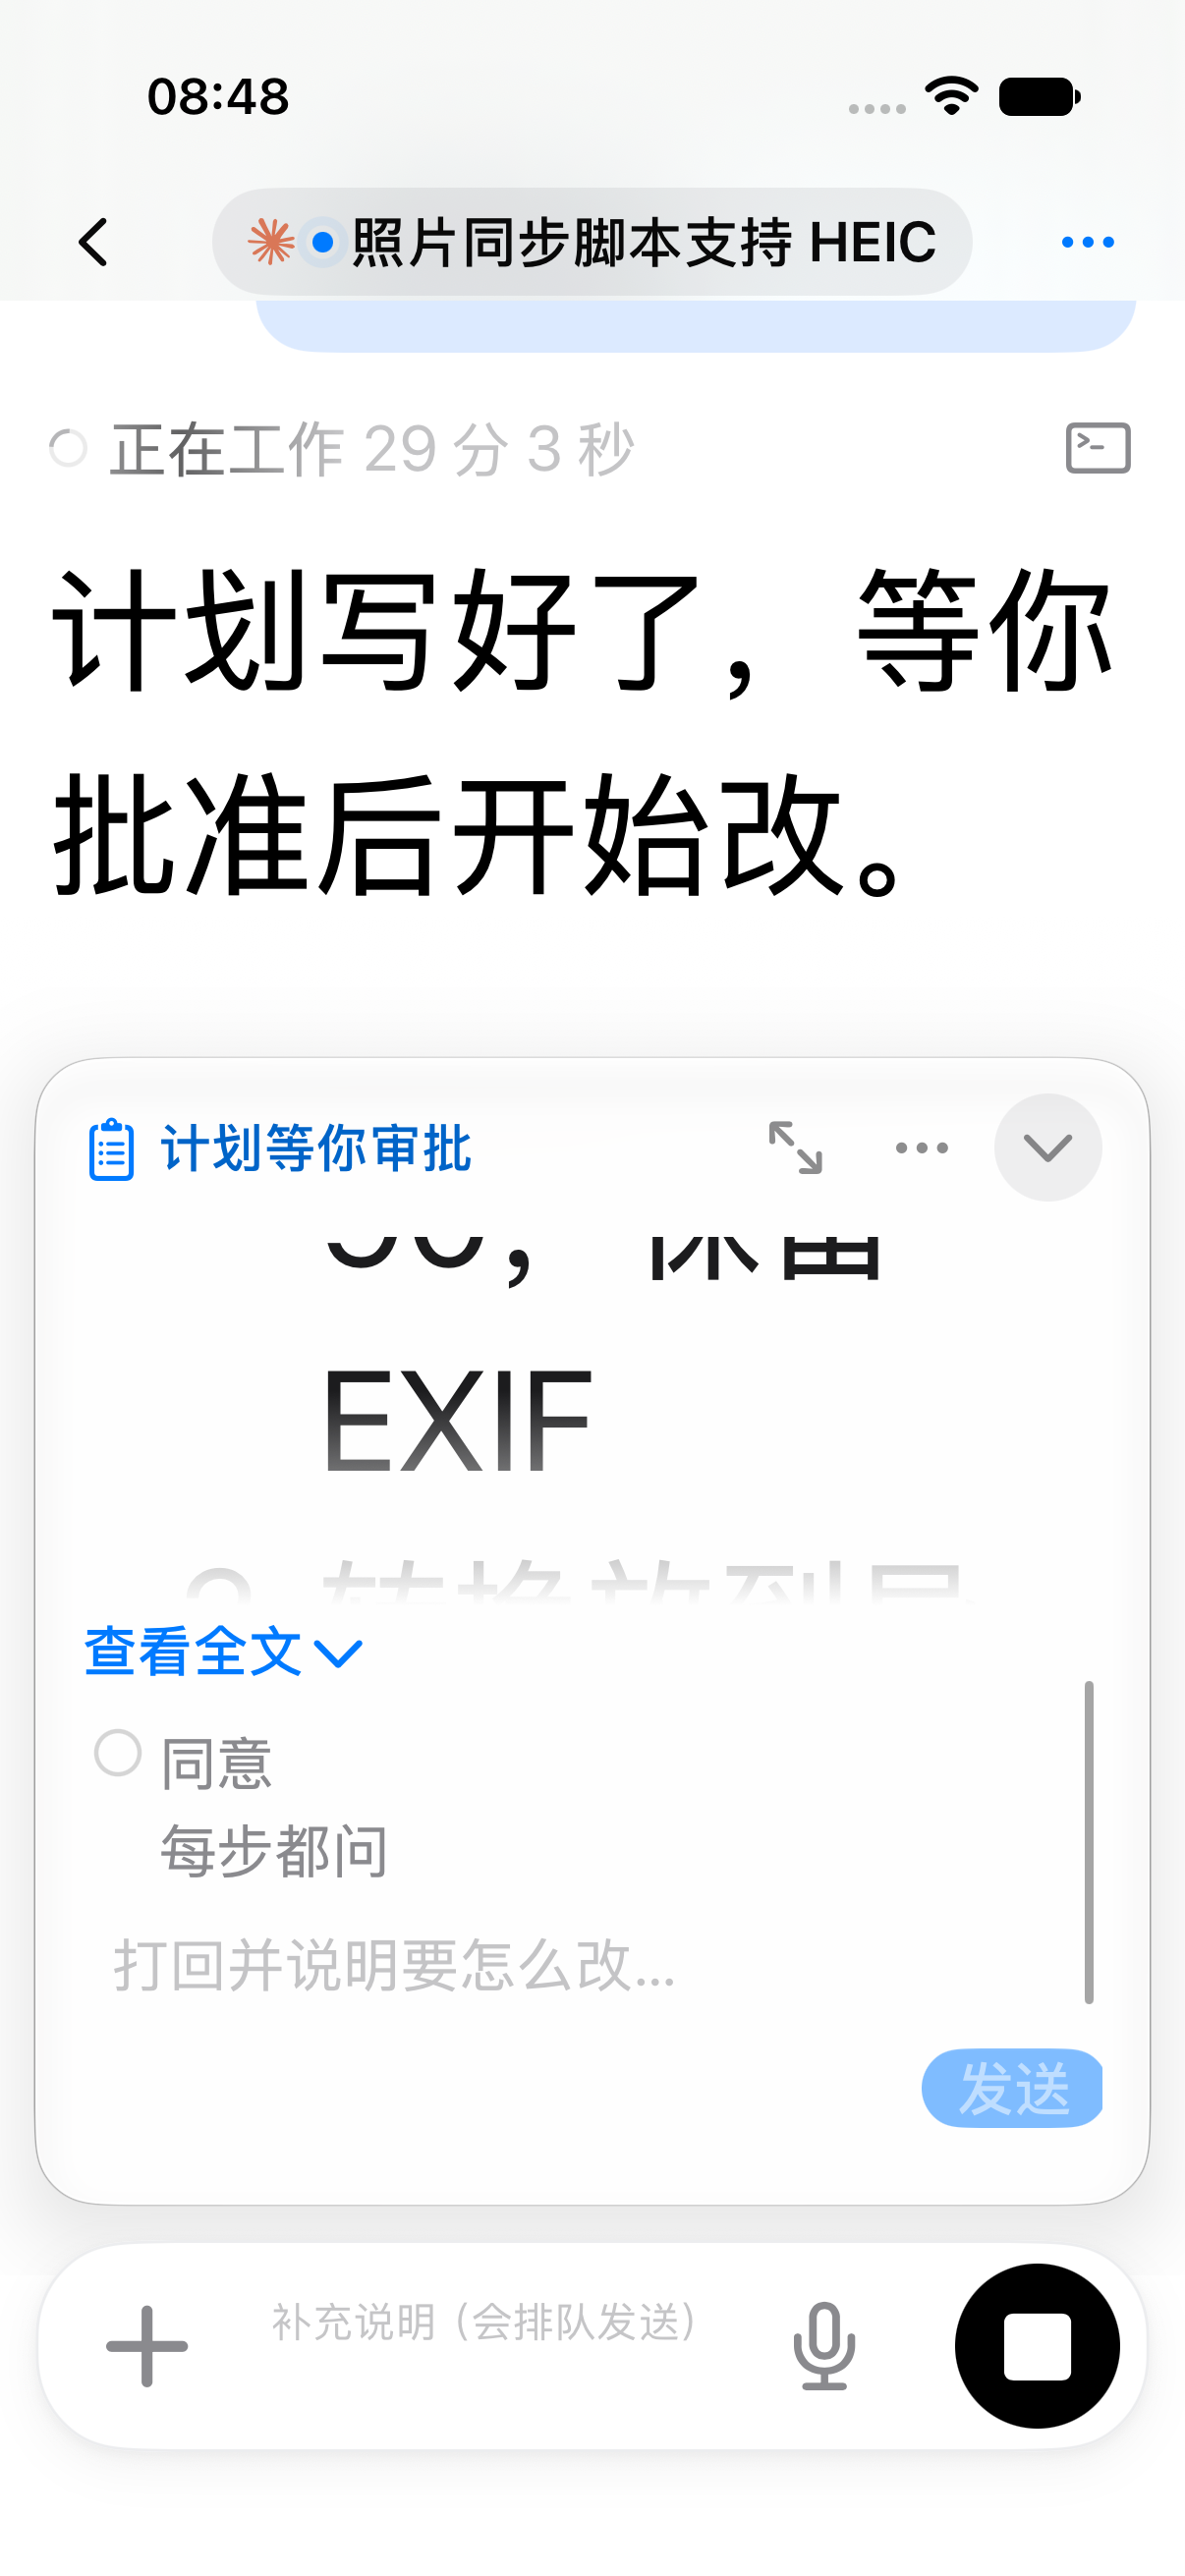 08:48
照片同步脚本支持 HEIC
正在工作 29 分 3 秒
计划写好了，等你
批准后开始改。
计划等你审批
EXIF
查看全文
同意
每步都问
打回并说明要怎么改...
发送
补充说明（会排队发送）